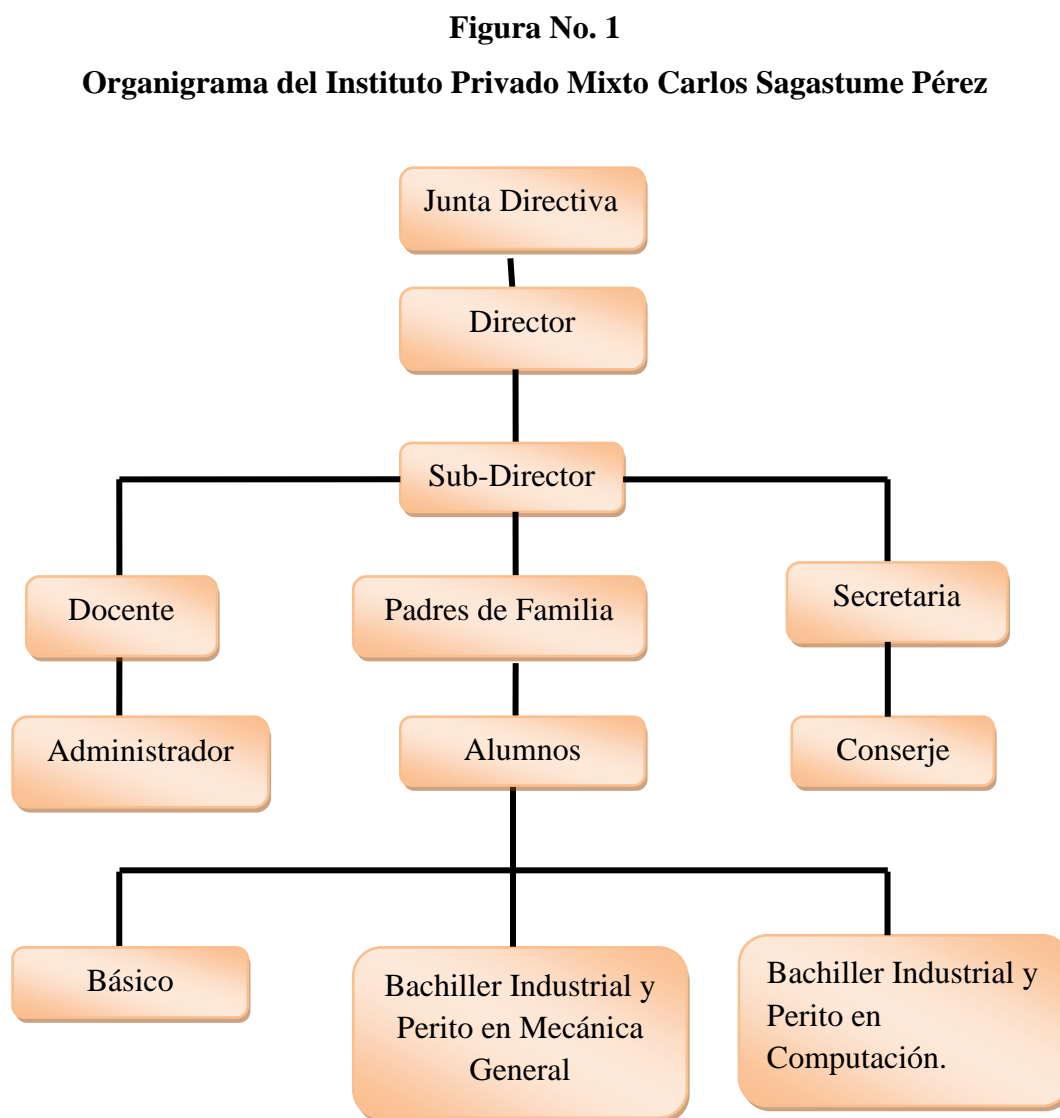 Figura No. 1
Organigrama del Instituto Privado Mixto Carlos Sagastume Pérez
Junta Directiva
Director
Sub-Director
Docente
Padres de Familia
Secretaria
Administrador
Alumnos
Conserje
Básico
Bachiller Industrial y
Perito en Mecánica
General
Bachiller Industrial y
Perito en
Computación.